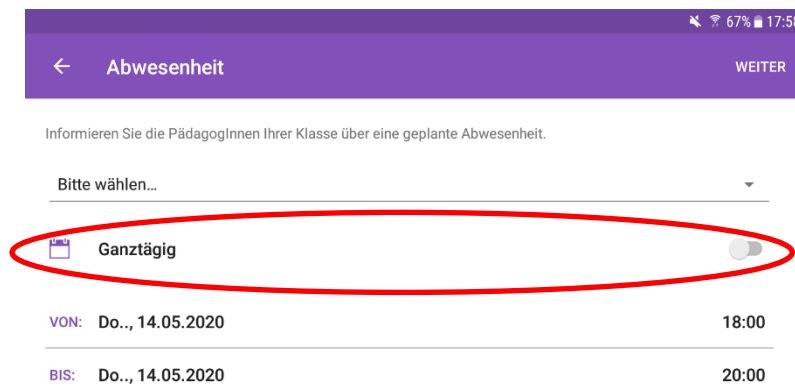 67% 17:58
Abwesenheit WEITER
Informieren Sie die PädagogInnen Ihrer Klasse über eine geplante Abwesenheit.
Bitte wählen...
Ganztägig
VON: Do.., 14.05.2020 18:00
BIS: Do.., 14.05.2020 20:00